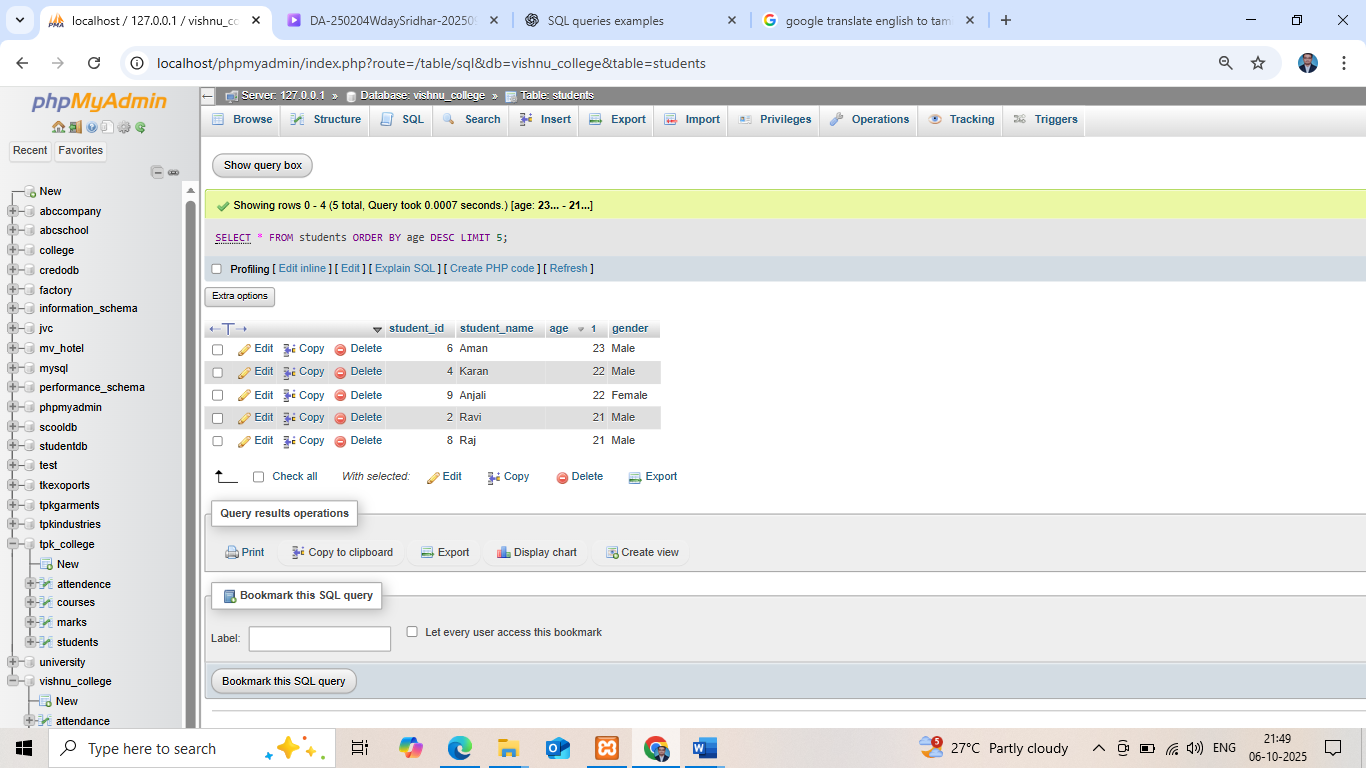 localhost / 127.0.0.1 / vishnu_co
DA-250204WdaySridhar-202505
SQL queries examples
google translate english to tami
localhost/phpmyadmin/index.php?route=/table/sql&db=vishnu_college&table=students
phpMyAdmin
Recent Favorites
New
abccompany
abcschool
college
credodb
factory
information_schema
jvc
mv_hotel
mysql
performance_schema
phpmyadmin
scooldb
studentdb
test
tkexoports
tpkgarments
tpkindustries
tpk_college
New
attendence
courses
marks
students
university
vishnu_college
New
attendance
Server: 127.0.0.1 » Database: vishnu_college » Table: students
Browse Structure SQL Search Insert Export Import Privileges Operations Tracking Triggers
Show query box
Showing rows 0 - 4 (5 total, Query took 0.0007 seconds.) [age: 23... - 21...]
SELECT * FROM students ORDER BY age DESC LIMIT 5;
Profiling [ Edit inline ] [ Edit ] [ Explain SQL ] [ Create PHP code ] [ Refresh ]
Extra options
student_id student_name age 1 gender
Edit Copy Delete 6 Aman 23 Male
Edit Copy Delete 4 Karan 22 Male
Edit Copy Delete 9 Anjali 22 Female
Edit Copy Delete 2 Ravi 21 Male
Edit Copy Delete 8 Raj 21 Male
Check all With selected: Edit Copy Delete Export
Query results operations
Print Copy to clipboard Export Display chart Create view
Bookmark this SQL query
Label: Let every user access this bookmark
Bookmark this SQL query
Type here to search
5
27°C Partly cloudy
ENG
21:49
06-10-2025